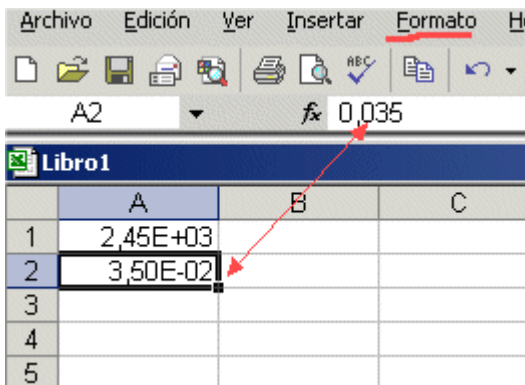 Archivo Edición Ver Insertar Formato
ABC
A2 fx 0,035
Libro1
A B C
1 2,45E+03
2 3,50E-02
3
4
5